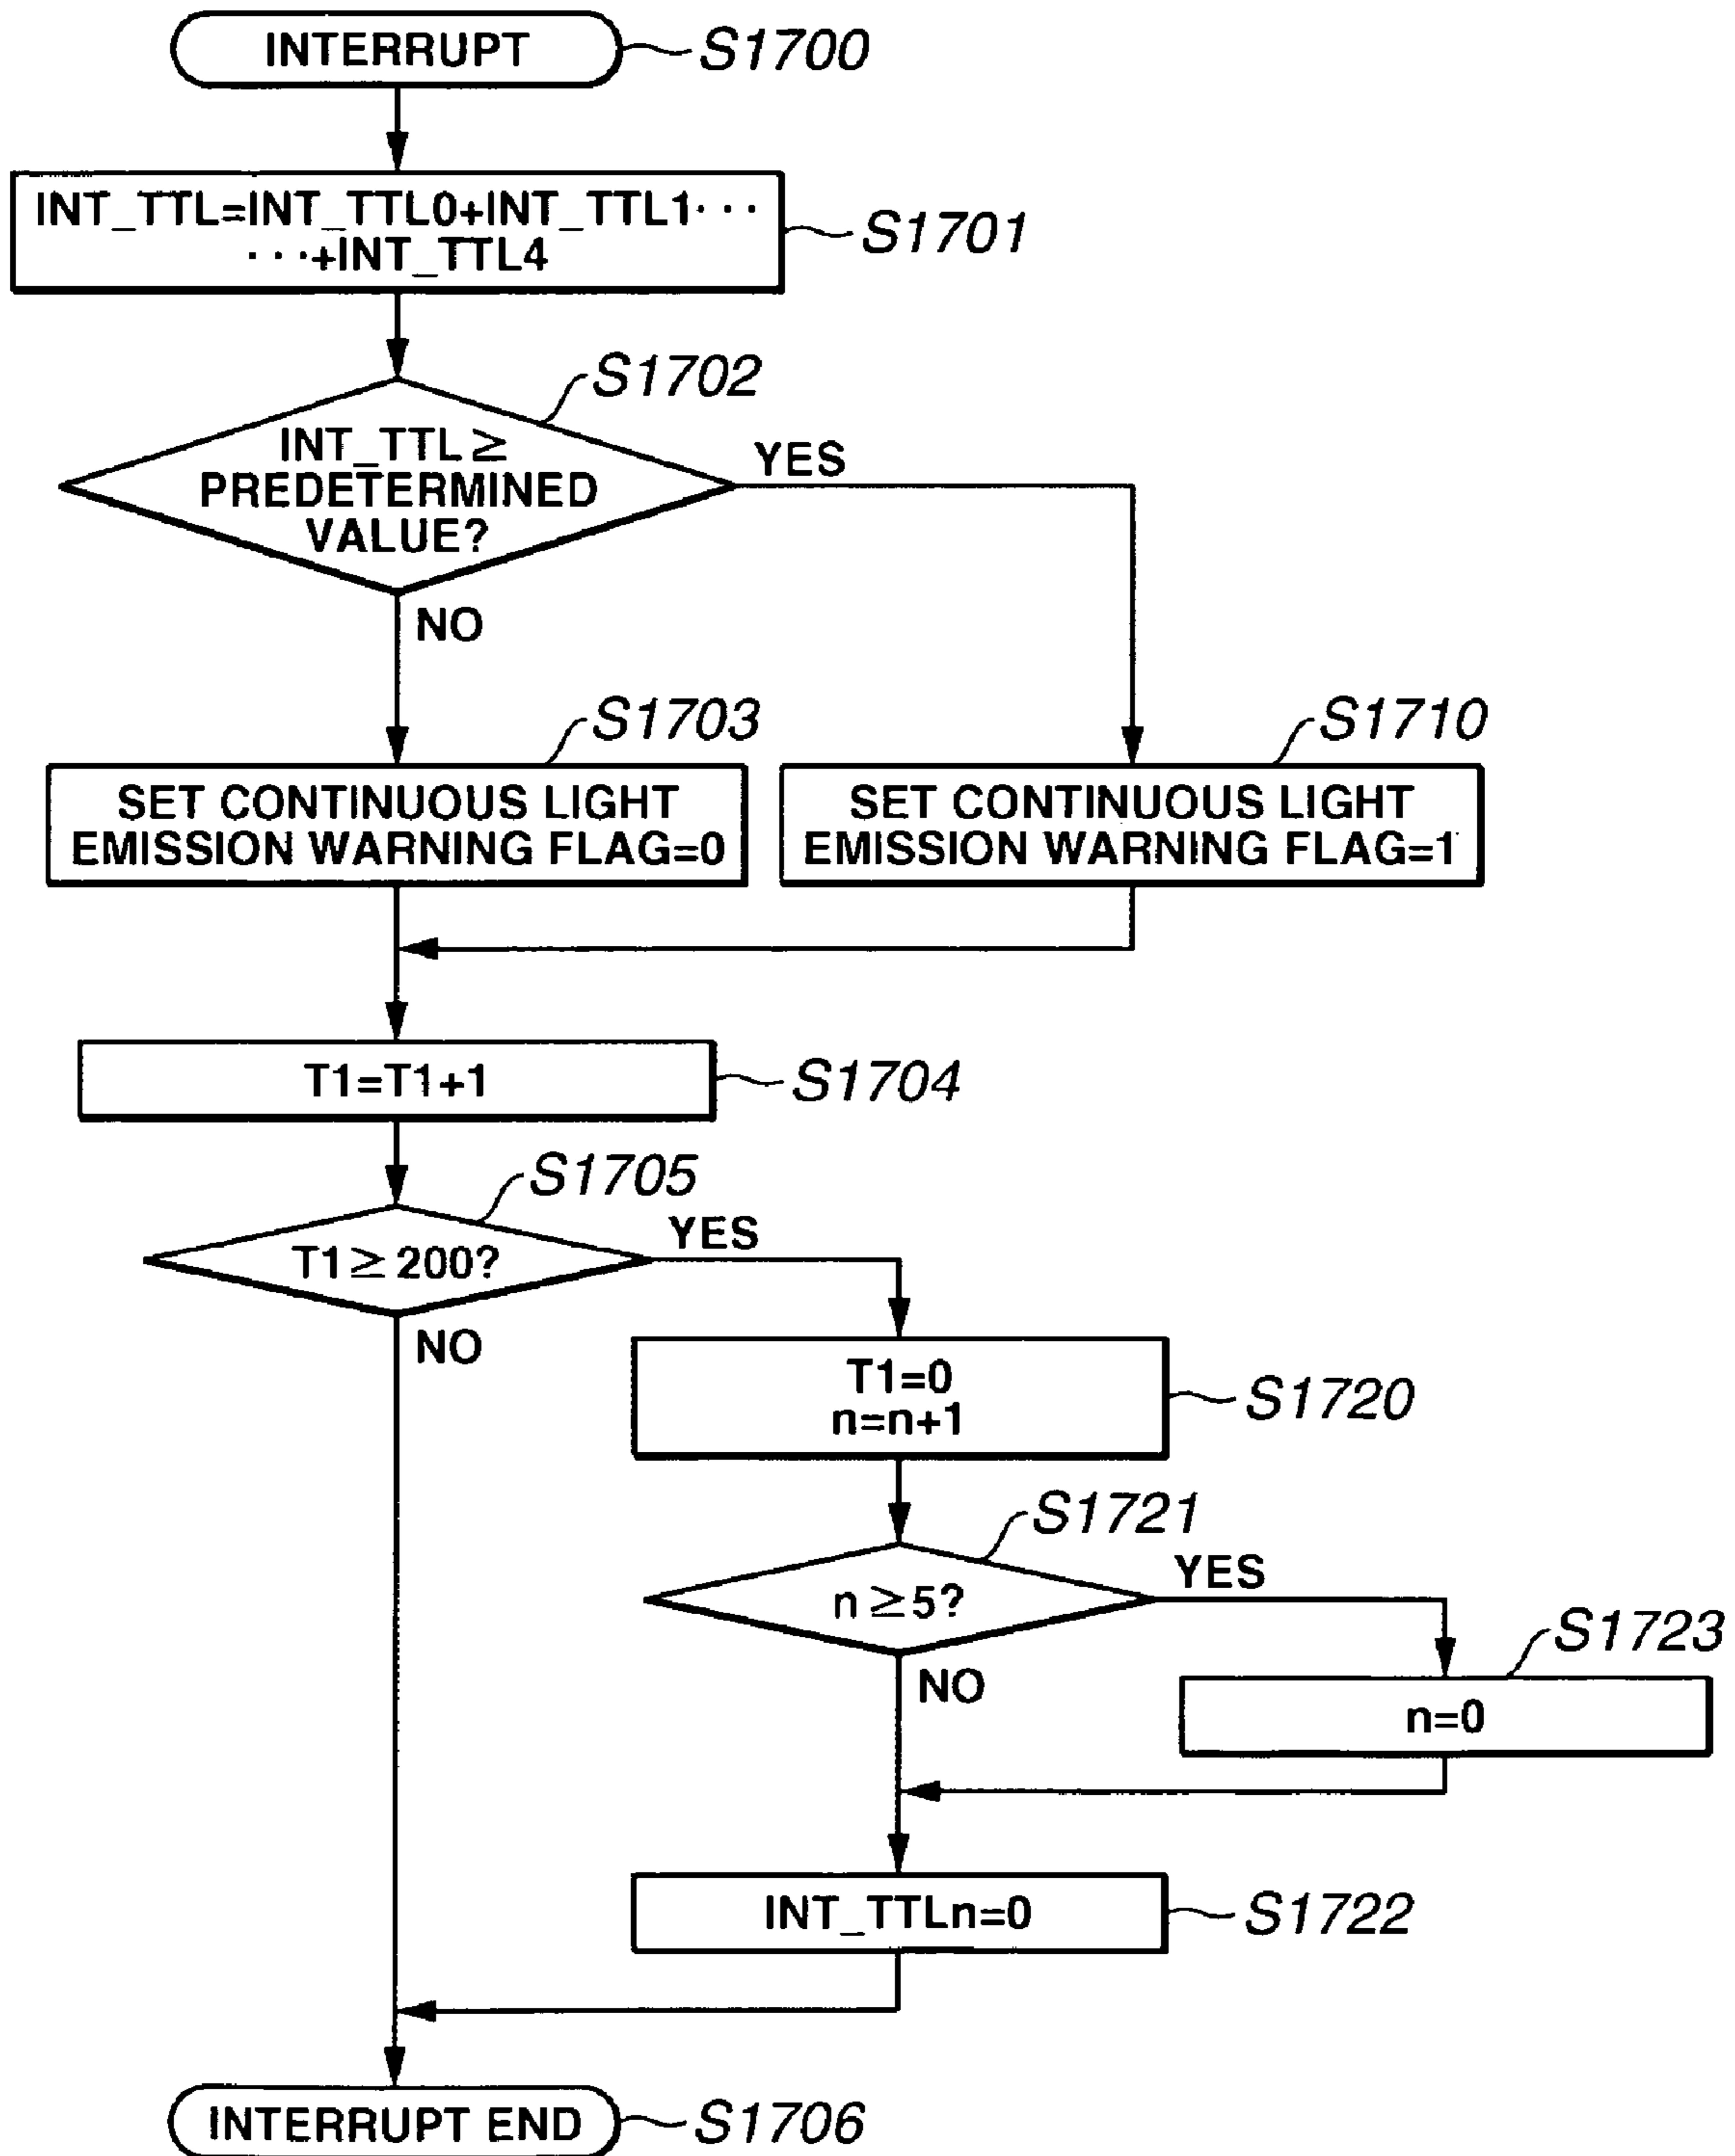 INTERRUPT
S1700
INT_TTL=INT_TTL0+INT_TTL1···
···+INT_TTL4
S1701
S1702
INT_TTL≥
PREDETERMINED
VALUE?
YES
NO
S1703
SET CONTINUOUS LIGHT
EMISSION WARNING FLAG=0
S1710
SET CONTINUOUS LIGHT
EMISSION WARNING FLAG=1
T1=T1+1
S1704
S1705
T1≥200?
YES
NO
T1=0
n=n+1
S1720
S1721
n≥5?
YES
NO
S1723
n=0
INT_TTLn=0
S1722
INTERRUPT END
S1706